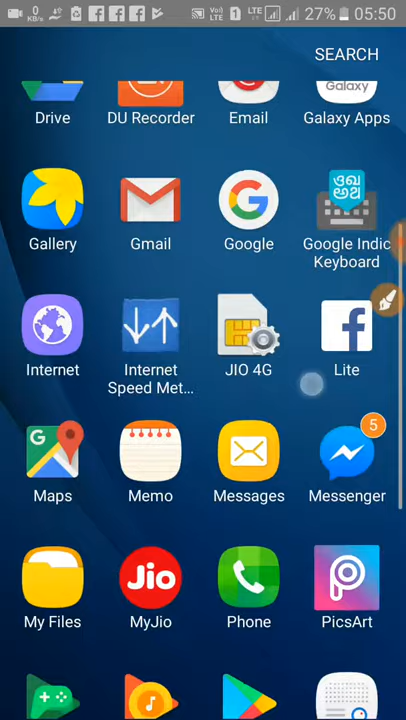 0 KB/s VoLTE 1 LTE 27% 05:50
SEARCH
Drive DU Recorder Email Galaxy Apps
Galaxy
Gallery Gmail Google Google Indic Keyboard
Internet Internet Speed Met... JIO 4G Lite
5
Maps Memo Messages Messenger
Jio
My Files MyJio Phone PicsArt